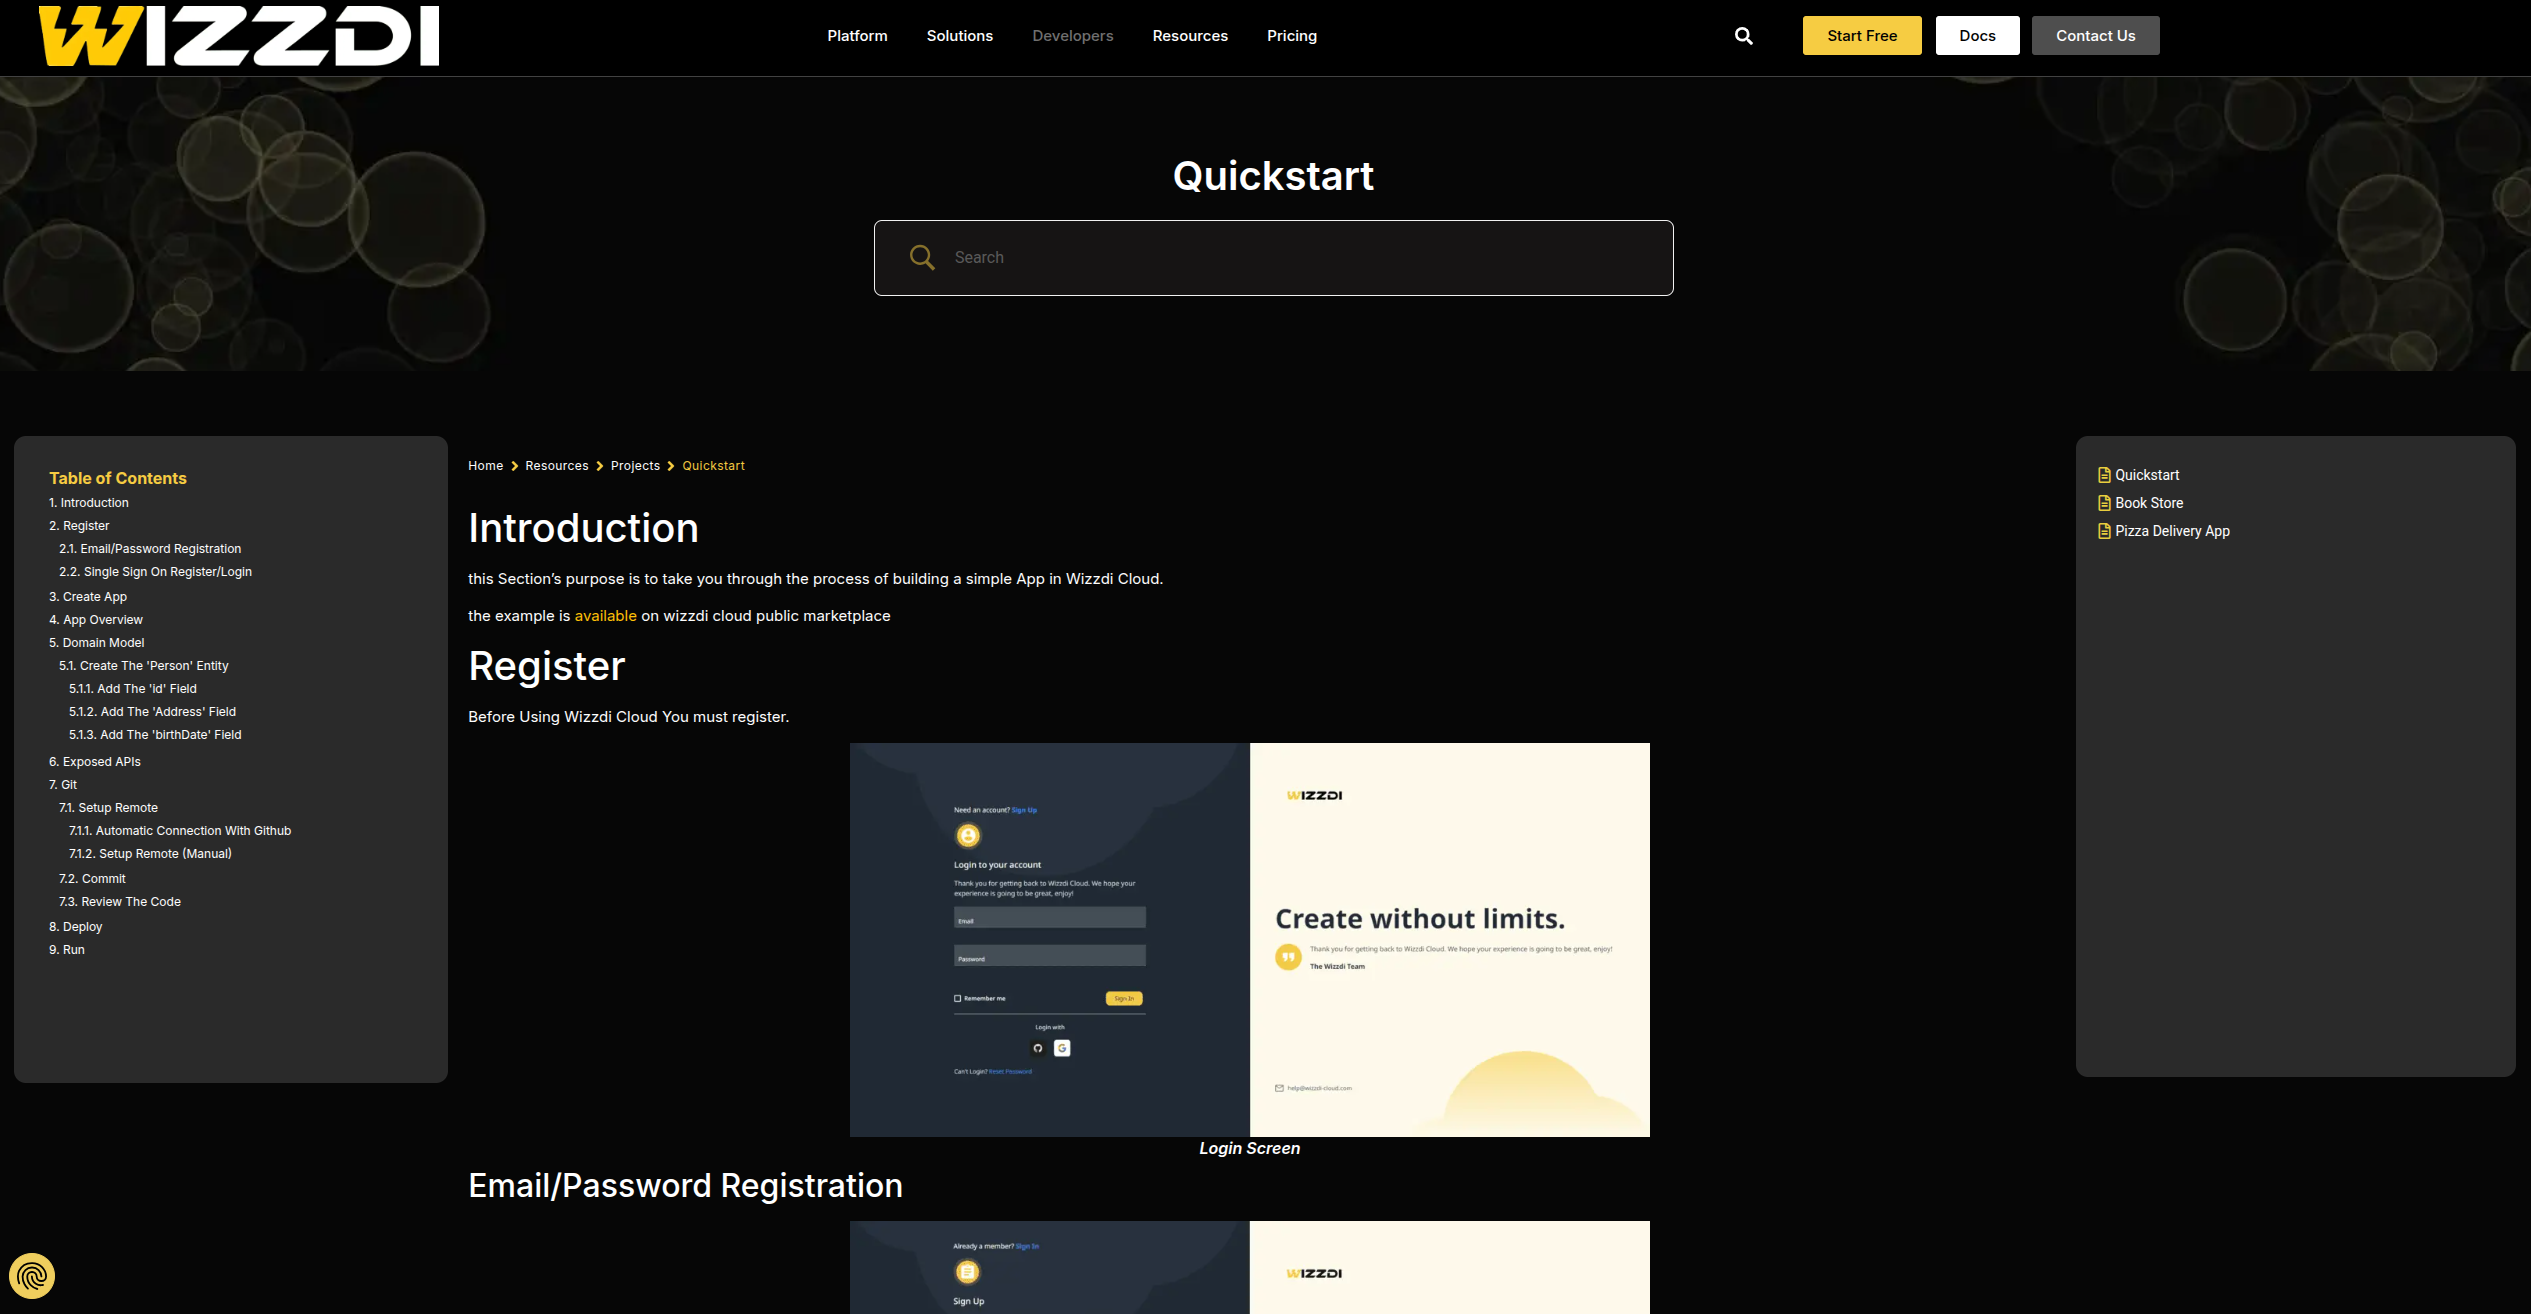 WIZZDI
Platform
Solutions
Developers
Resources
Pricing
Start Free
Docs
Contact Us
Quickstart
Search
Table of Contents
1. Introduction
2. Register
2.1. Email/Password Registration
2.2. Single Sign On Register/Login
3. Create App
4. App Overview
5. Domain Model
5.1. Create The 'Person' Entity
5.1.1. Add The 'id' Field
5.1.2. Add The 'Address' Field
5.1.3. Add The 'birthDate' Field
6. Exposed APIs
7. Git
7.1. Setup Remote
7.1.1. Automatic Connection With Github
7.1.2. Setup Remote (Manual)
7.2. Commit
7.3. Review The Code
8. Deploy
9. Run
Home
Resources
Projects
Quickstart
Introduction
this Section’s purpose is to take you through the process of building a simple App in Wizzdi Cloud.
the example is available on wizzdi cloud public marketplace
Register
Before Using Wizzdi Cloud You must register.
Need an account? Sign Up
Login to your account
Thank you for getting back to Wizzdi Cloud. We hope your
experience is going to be great, enjoy!
Email
Password
Remember me
Sign In
Login with
Can't Login? Reset Password
WIZZDI
Create without limits.
Thank you for getting back to Wizzdi Cloud. We hope your experience is going to be great, enjoy!
The Wizzdi Team
help@wizzdi-cloud.com
Login Screen
Email/Password Registration
Already a member? Sign In
Sign Up
WIZZDI
Quickstart
Book Store
Pizza Delivery App